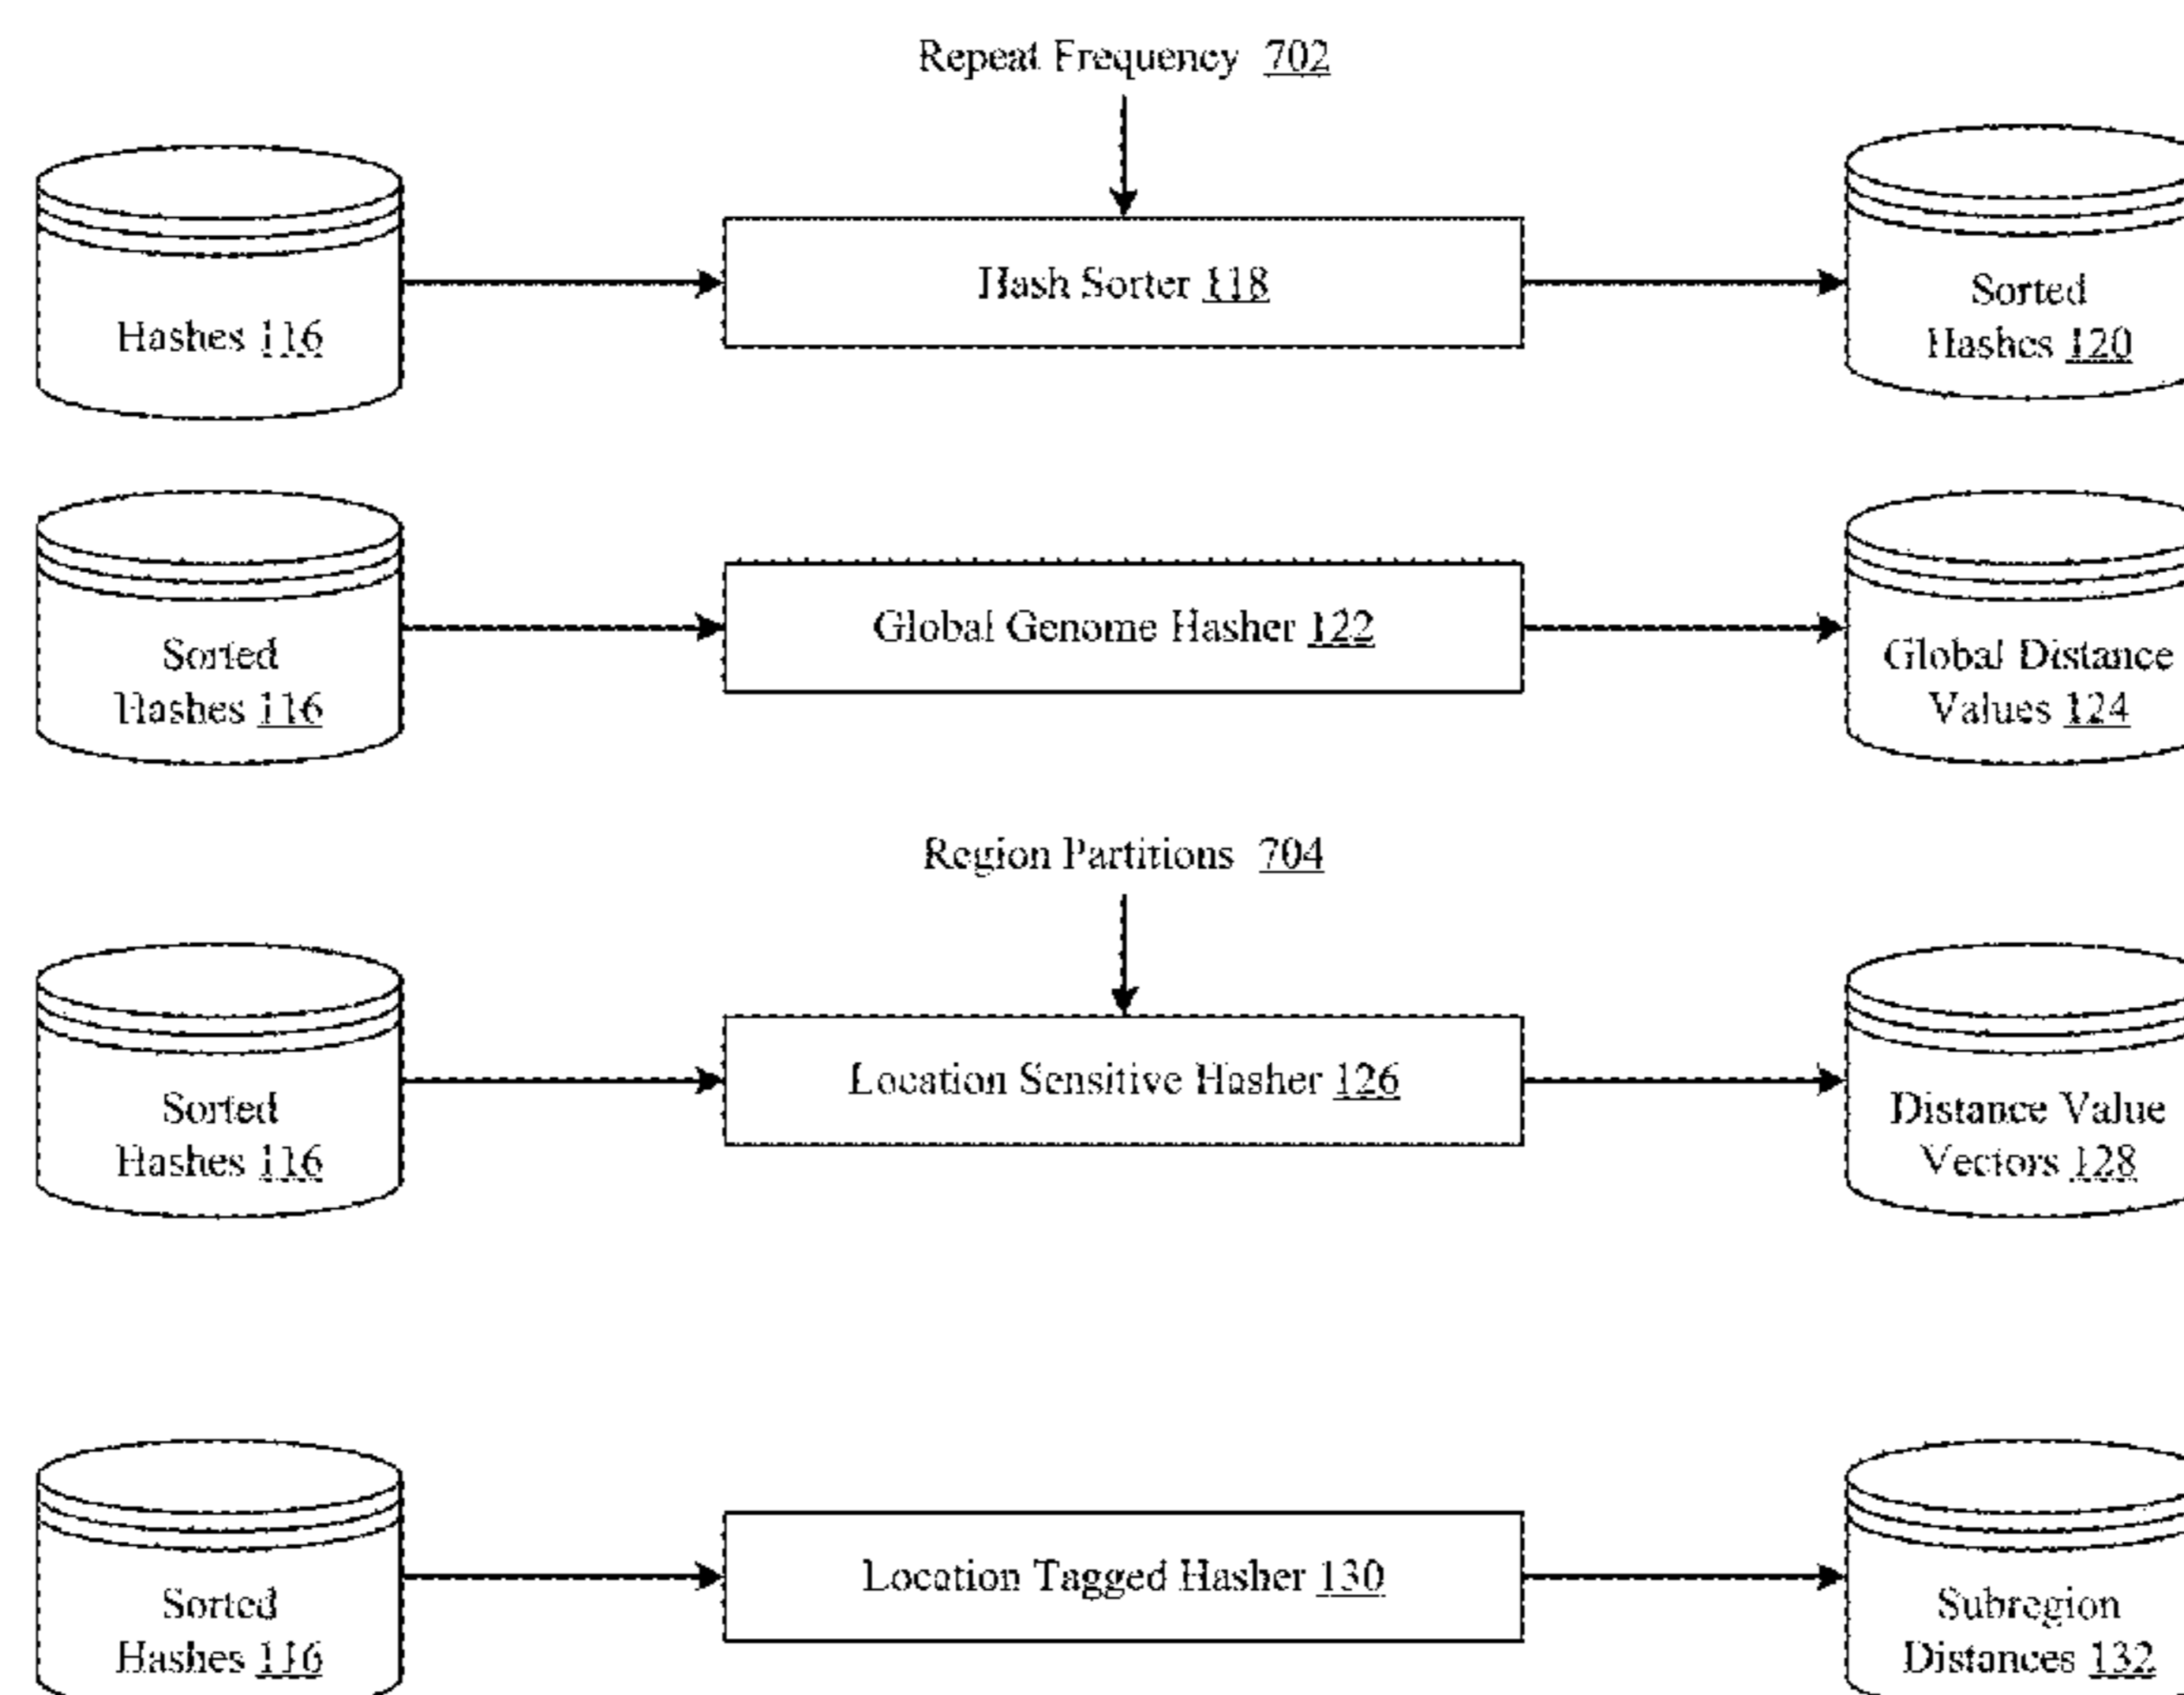 Repeat Frequency 702
Hashes 116
Hash Sorter 118
Sorted
Hashes 120
Sorted
Hashes 116
Global Genome Hasher 122
Global Distance
Values 124
Region Partitions 704
Sorted
Hashes 116
Location Sensitive Hasher 126
Distance Value
Vectors 128
Sorted
Hashes 116
Location Tagged Hasher 130
Subregion
Distances 132